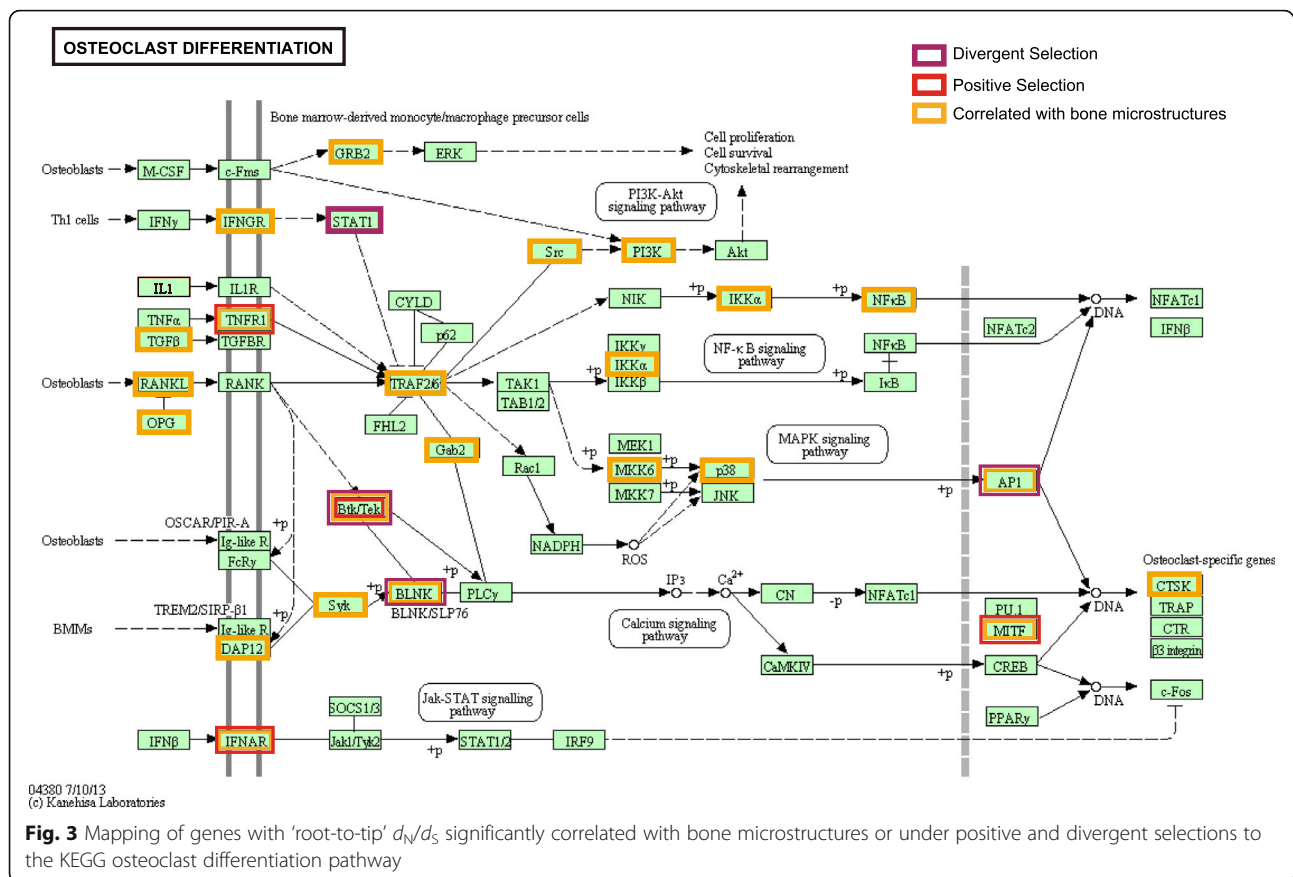 OSTEOCLAST DIFFERENTIATION
Divergent Selection
Positive Selection
Correlated with bone microstructures
Bone marrow-derived monocyte/macrophage precursor cells
GRB2
ERK
Cell proliferation
Cell survival
Cytoskeletal rearrangement
Osteoblasts
M-CSF
c-Fms
PI3K-Akt
signaling pathway
Th1 cells
IFNγ
IFNGR
STAT1
Src
PI3K
Akt
+p
+p
IL1
IL1R
CYLD
NIK
IKKα
NFκB
DNA
NFATc1
TNFα
TNFR1
p62
NFATc2
IFNβ
TGFβ
TGFBR
IKKγ
NF-κB signaling
pathway
NFκB
IKKα
+p
+p
Osteoblasts
RANKL
RANK
TRAF2/6
TAK1
IKKβ
IκB
TAB1/2
OPG
FHL2
MEK1
MAPK signaling
pathway
Gab2
Rac1
+p
MKK6
+p
p38
AP1
MKK7
+p
JNK
+p
Btk/Tek
OSCAR/PIR-A
+p
Osteoblasts
Ig-like R
NADPH
ROS
FcRγ
Osteoclast-specific genes
+p
+p
IP3
Ca2+
CTSK
BLNK
PLCγ
CN
-p
NFATc1
DNA
Syk
BLNK/SLP76
PU.1
TRAP
TREM2/SIRP-β1
+p
Calcium signaling
pathway
BMMs
Ig-like R
MITF
CTR
DAP12
β3 integrin
CaMKIV
+p
CREB
Jak-STAT signalling
pathway
DNA
c-Fos
SOCS1/3
PPARγ
IFNβ
IFNAR
Jak1/Tyk2
+p
STAT1/2
IRF9
04380 7/10/13
(c) Kanehisa Laboratories
Fig. 3 Mapping of genes with ‘root-to-tip’ dN/dS significantly correlated with bone microstructures or under positive and divergent selections to
the KEGG osteoclast differentiation pathway